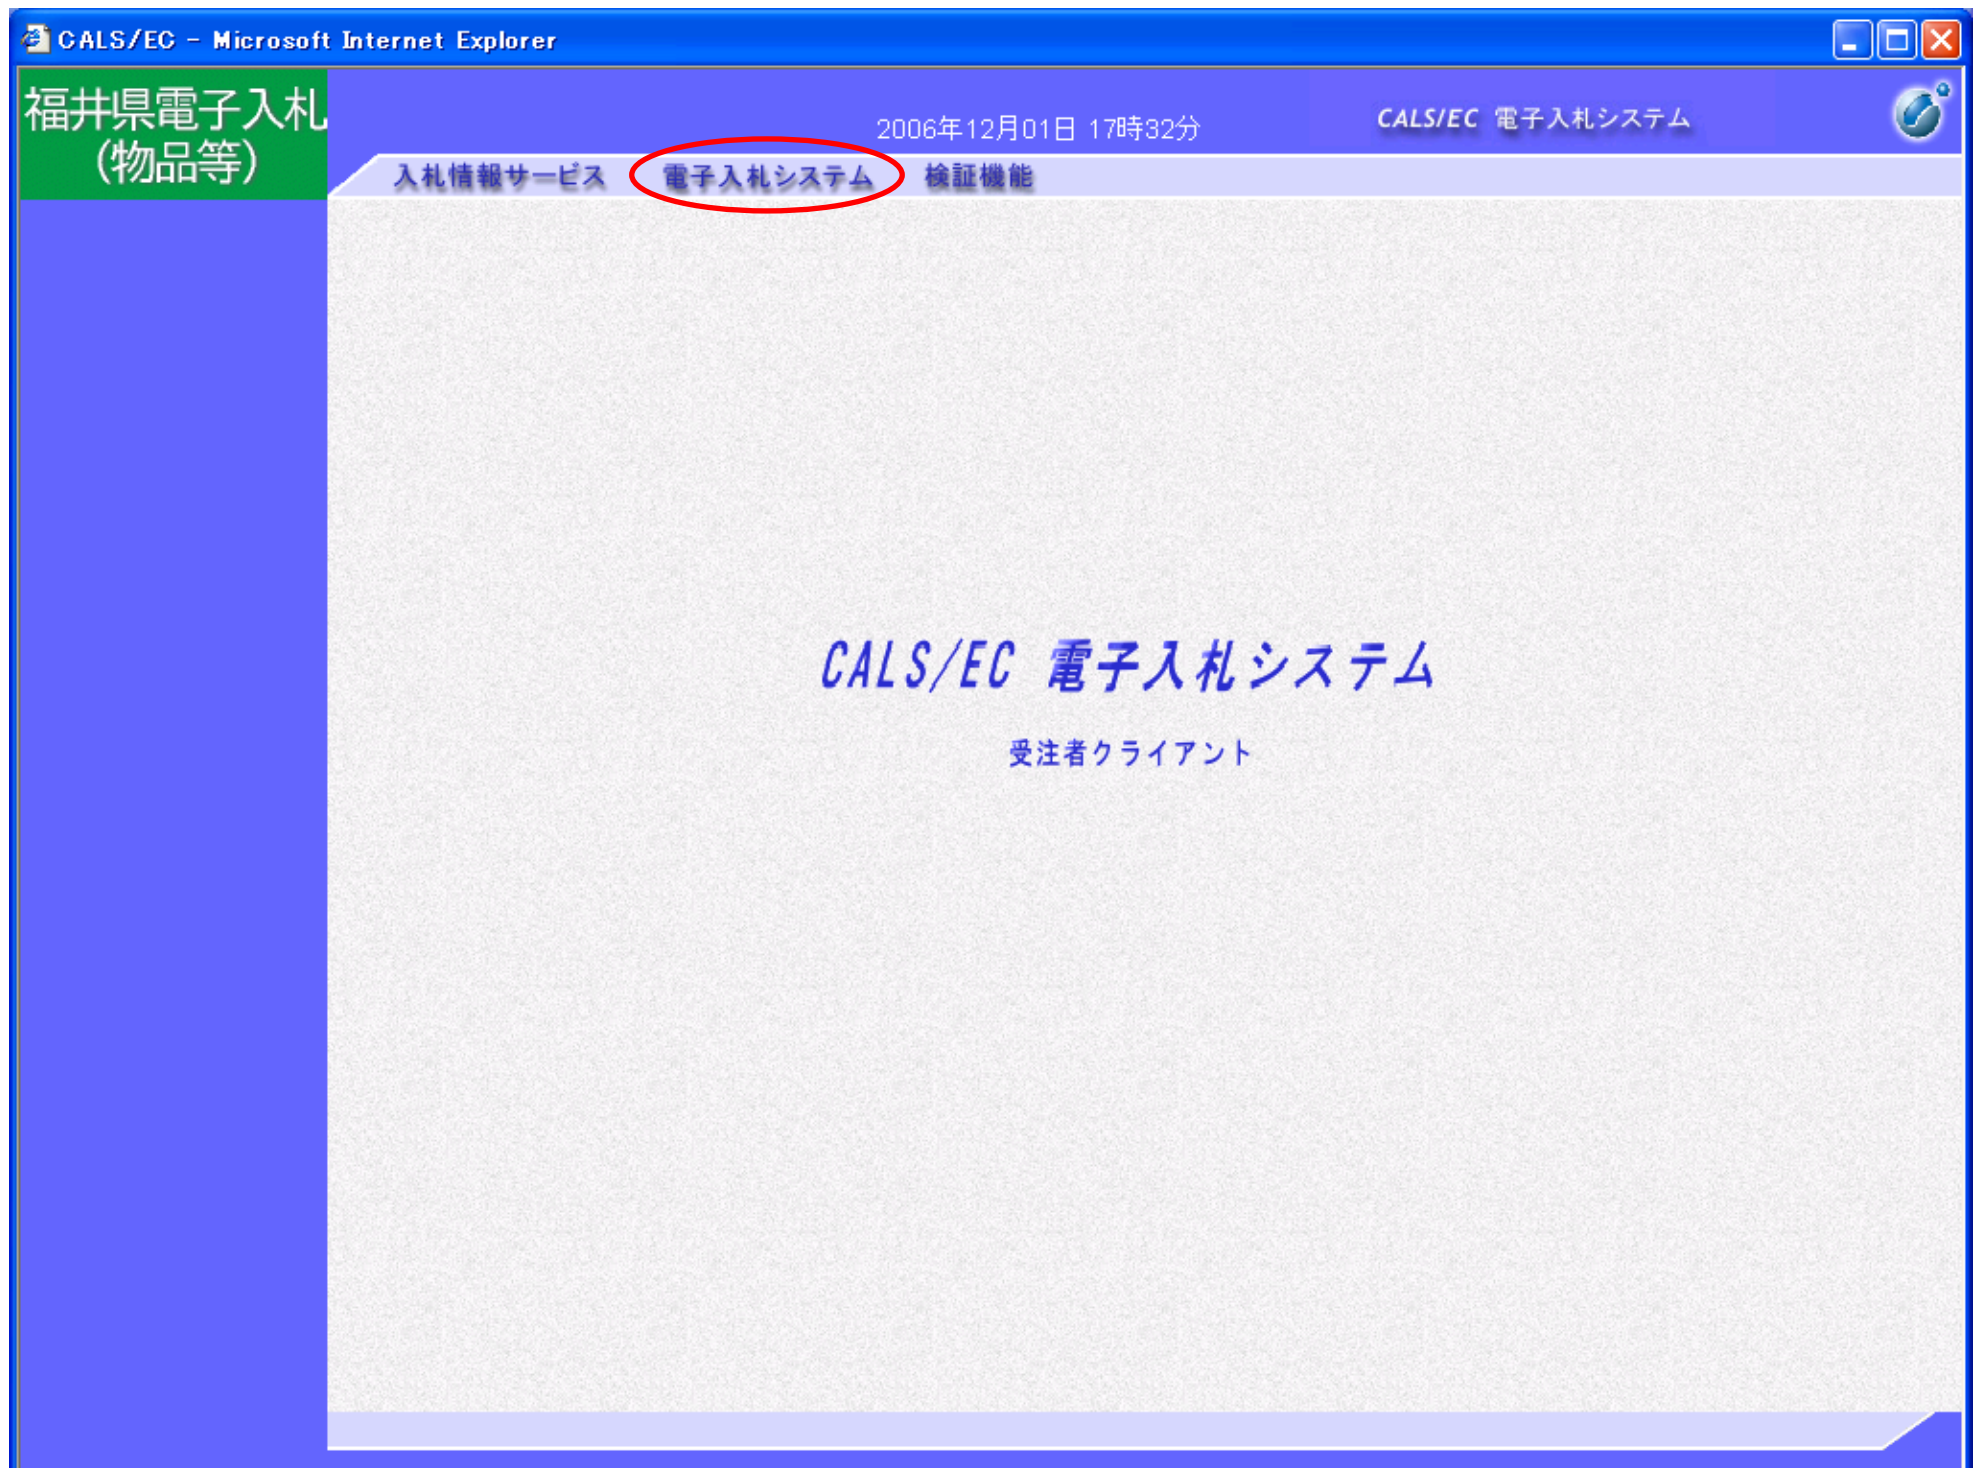 CALS/EC - Microsoft Internet Explorer
福井県電子入札
(物品等)
2006年12月01日 17時32分
CALS/EC 電子入札システム
入札情報サービス 電子入札システム 検証機能
CALS/EC 電子入札システム
受注者クライアント